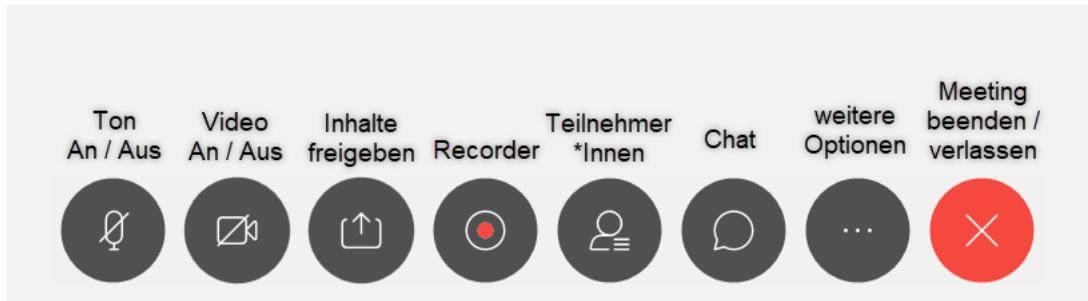 Ton
An / Aus
Video
An / Aus
Inhalte
freigeben
Recorder
Teilnehmer
*Innen
Chat
weitere
Optionen
Meeting
beenden /
verlassen